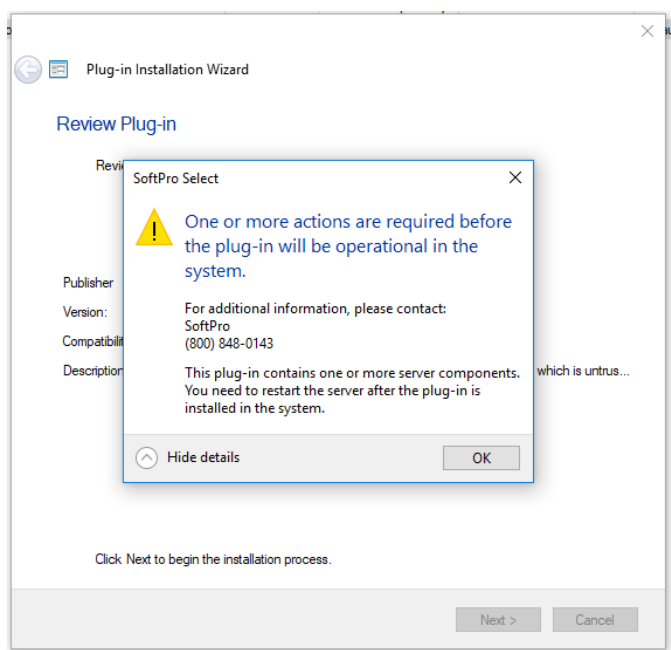 Plug-in Installation Wizard
Review Plug-in
SoftPro Select
One or more actions are required before
the plug-in will be operational in the
system.
Publisher
Version:
For additional information, please contact:
SoftPro
(800) 848-0143
This plug-in contains one or more server components.
You need to restart the server after the plug-in is
installed in the system.
Description
which is untrus...
Hide details
OK
Click Next to begin the installation process.
Next >
Cancel